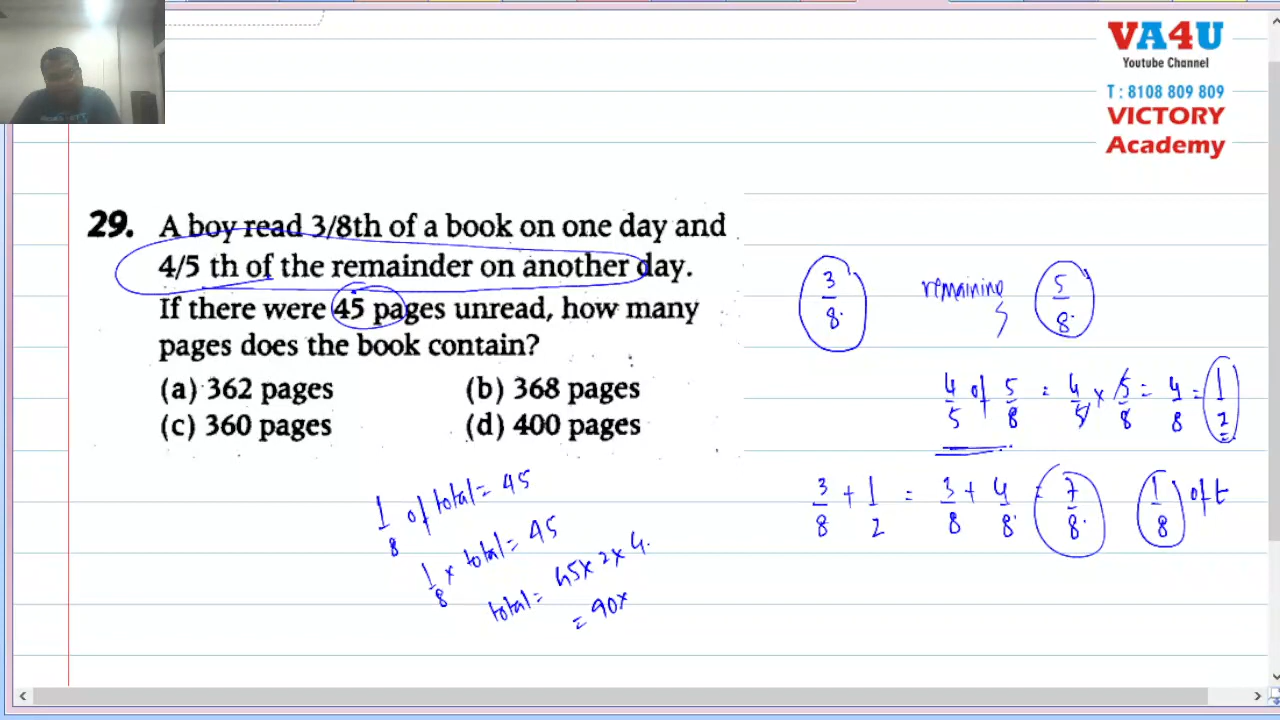 VA4U
Youtube Channel
T : 8108 809 809
VICTORY
Academy
29. A boy read 3/8th of a book on one day and
4/5 th of the remainder on another day.
If there were 45 pages unread, how many
pages does the book contain?
(a) 362 pages (b) 368 pages
(c) 360 pages (d) 400 pages
3/8 remaining 5/8
4/5 of 5/8 = 4/5 × 5/8 = 4/8 = 1/2
3/8 + 1/2 = 3/8 + 4/8 = 7/8 1/8 of t
1/8 of total = 45
1/8 × total = 45
total = 45 × 2 × 4
= 90 ×